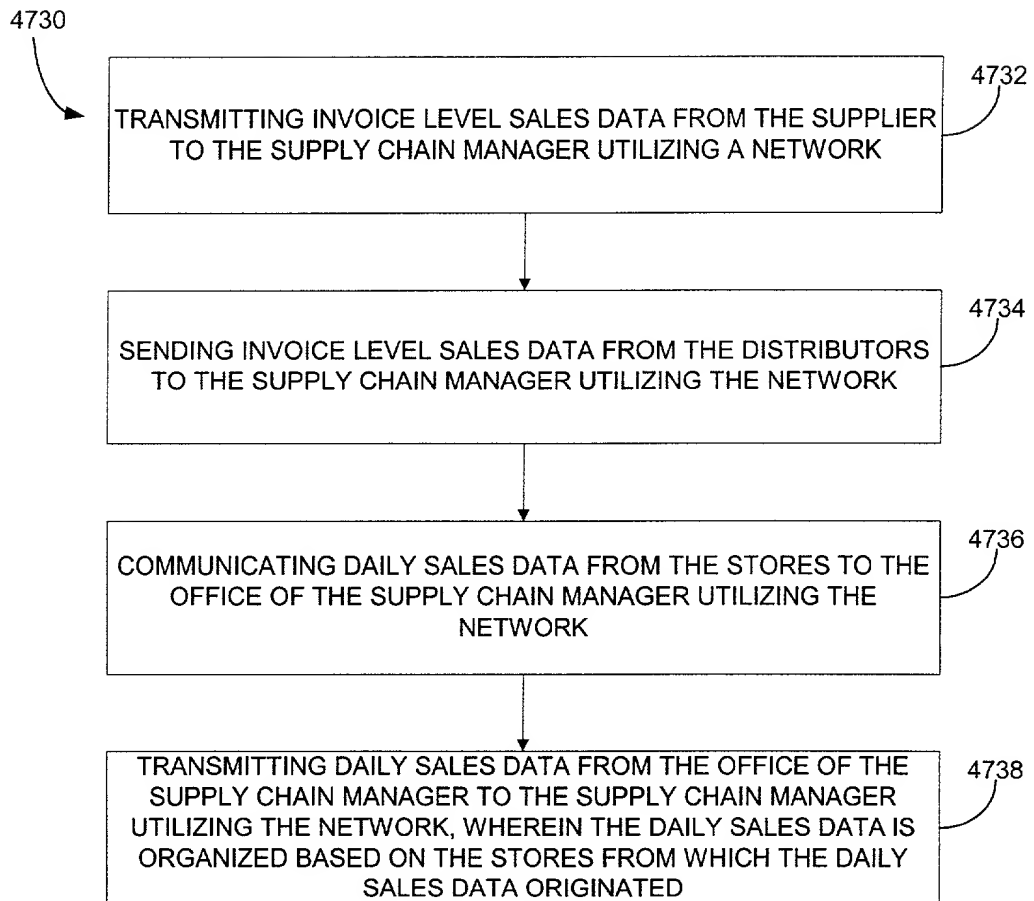 4730
4732
TRANSMITTING INVOICE LEVEL SALES DATA FROM THE SUPPLIER
TO THE SUPPLY CHAIN MANAGER UTILIZING A NETWORK
4734
SENDING INVOICE LEVEL SALES DATA FROM THE DISTRIBUTORS
TO THE SUPPLY CHAIN MANAGER UTILIZING THE NETWORK
4736
COMMUNICATING DAILY SALES DATA FROM THE STORES TO THE
OFFICE OF THE SUPPLY CHAIN MANAGER UTILIZING THE
NETWORK
4738
TRANSMITTING DAILY SALES DATA FROM THE OFFICE OF THE
SUPPLY CHAIN MANAGER TO THE SUPPLY CHAIN MANAGER
UTILIZING THE NETWORK, WHEREIN THE DAILY SALES DATA IS
ORGANIZED BASED ON THE STORES FROM WHICH THE DAILY
SALES DATA ORIGINATED